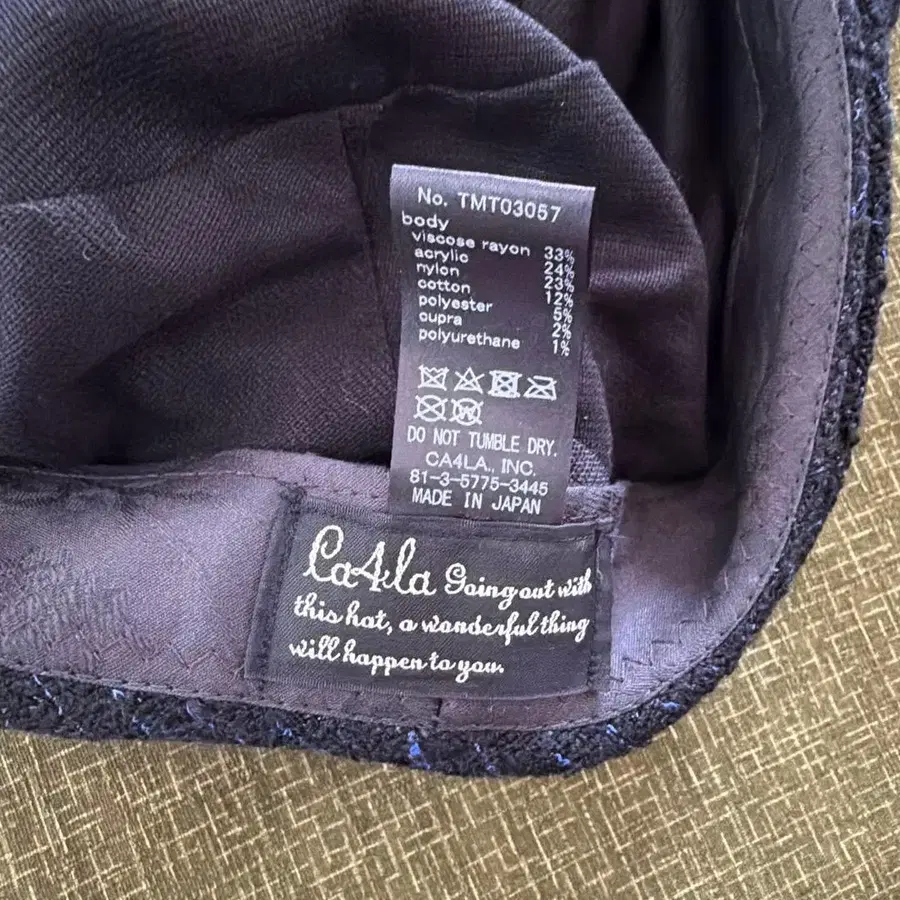 No. TMT03057
body
viscose rayon 33%
acrylic 24%
nylon 23%
cotton 12%
polyester 5%
cupra 2%
polyurethane 1%
W
DO NOT TUMBLE DRY.
CA4LA., INC.
81-3-5775-3445
MADE IN JAPAN
Ca4la Going out with
this hat, a wonderful thing
will happen to you.